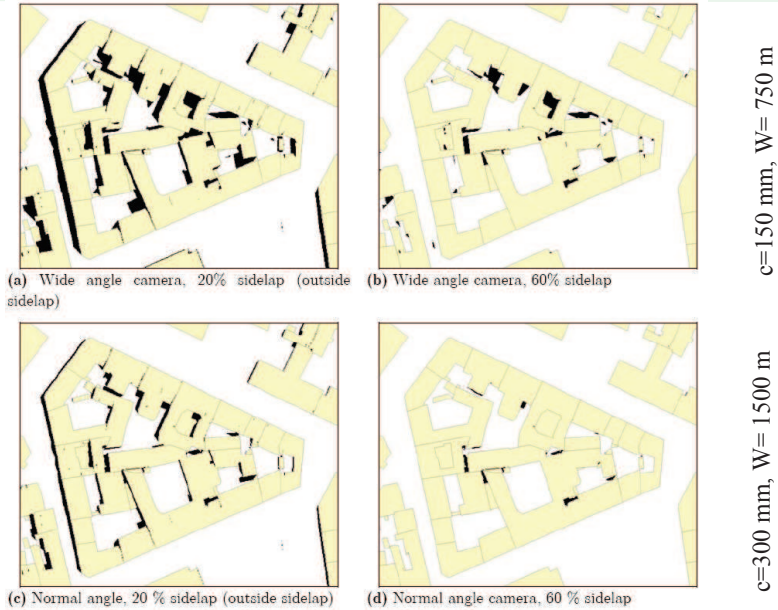 (a) Wide angle camera, 20% sidelap (outside
sidelap)
(b) Wide angle camera, 60% sidelap
c=150 mm, W= 750 m
(c) Normal angle, 20 % sidelap (outside sidelap)
(d) Normal angle camera, 60 % sidelap
c=300 mm, W= 1500 m